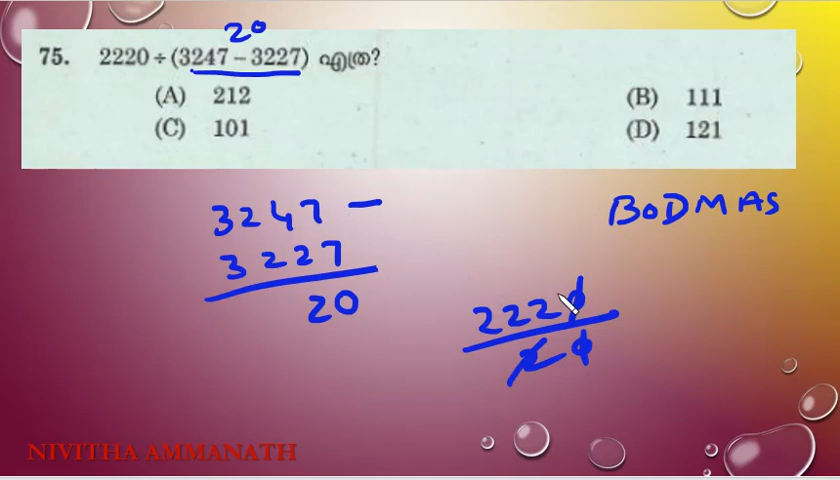 20
75. 2220 ÷ (3247 – 3227) എത്ര?
(A) 212
(B) 111
(C) 101
(D) 121
3247 –
3227
20
BODMAS
2220
20
NIVITHA AMMANATH